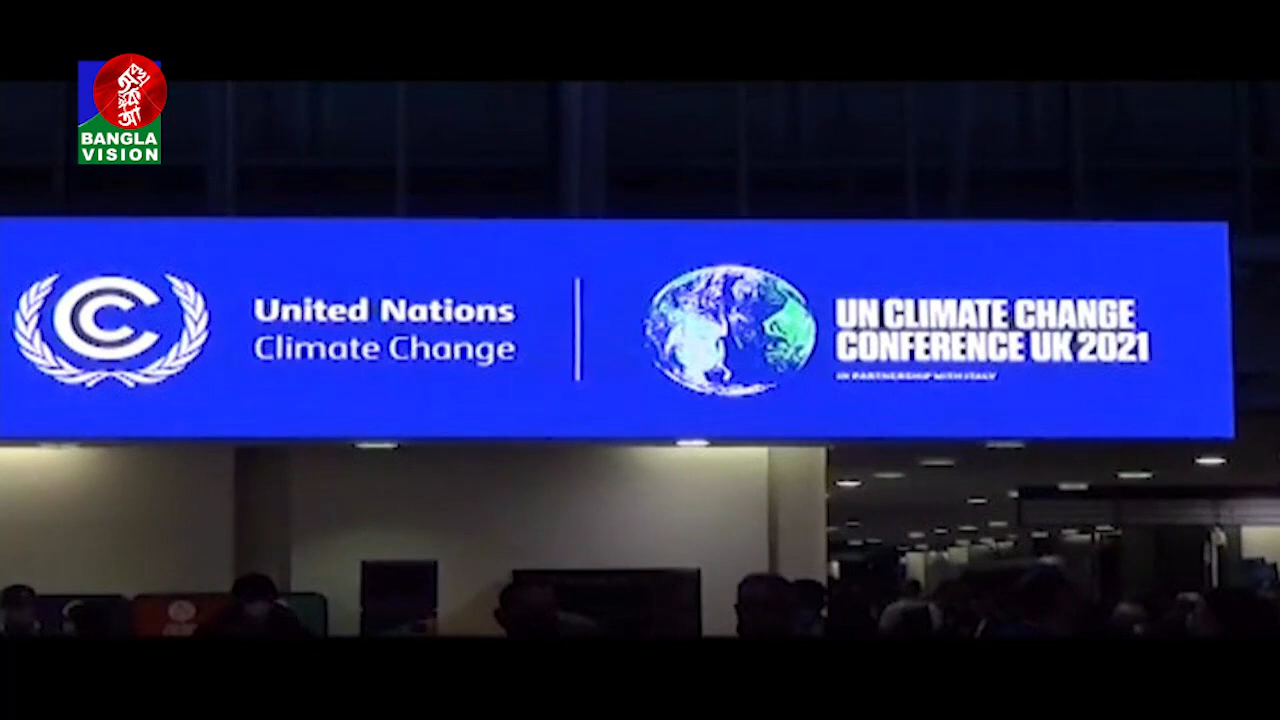 BANGLA
VISION
United Nations
Climate Change
UN CLIMATE CHANGE
CONFERENCE UK 2021
IN PARTNERSHIP WITH ITALY